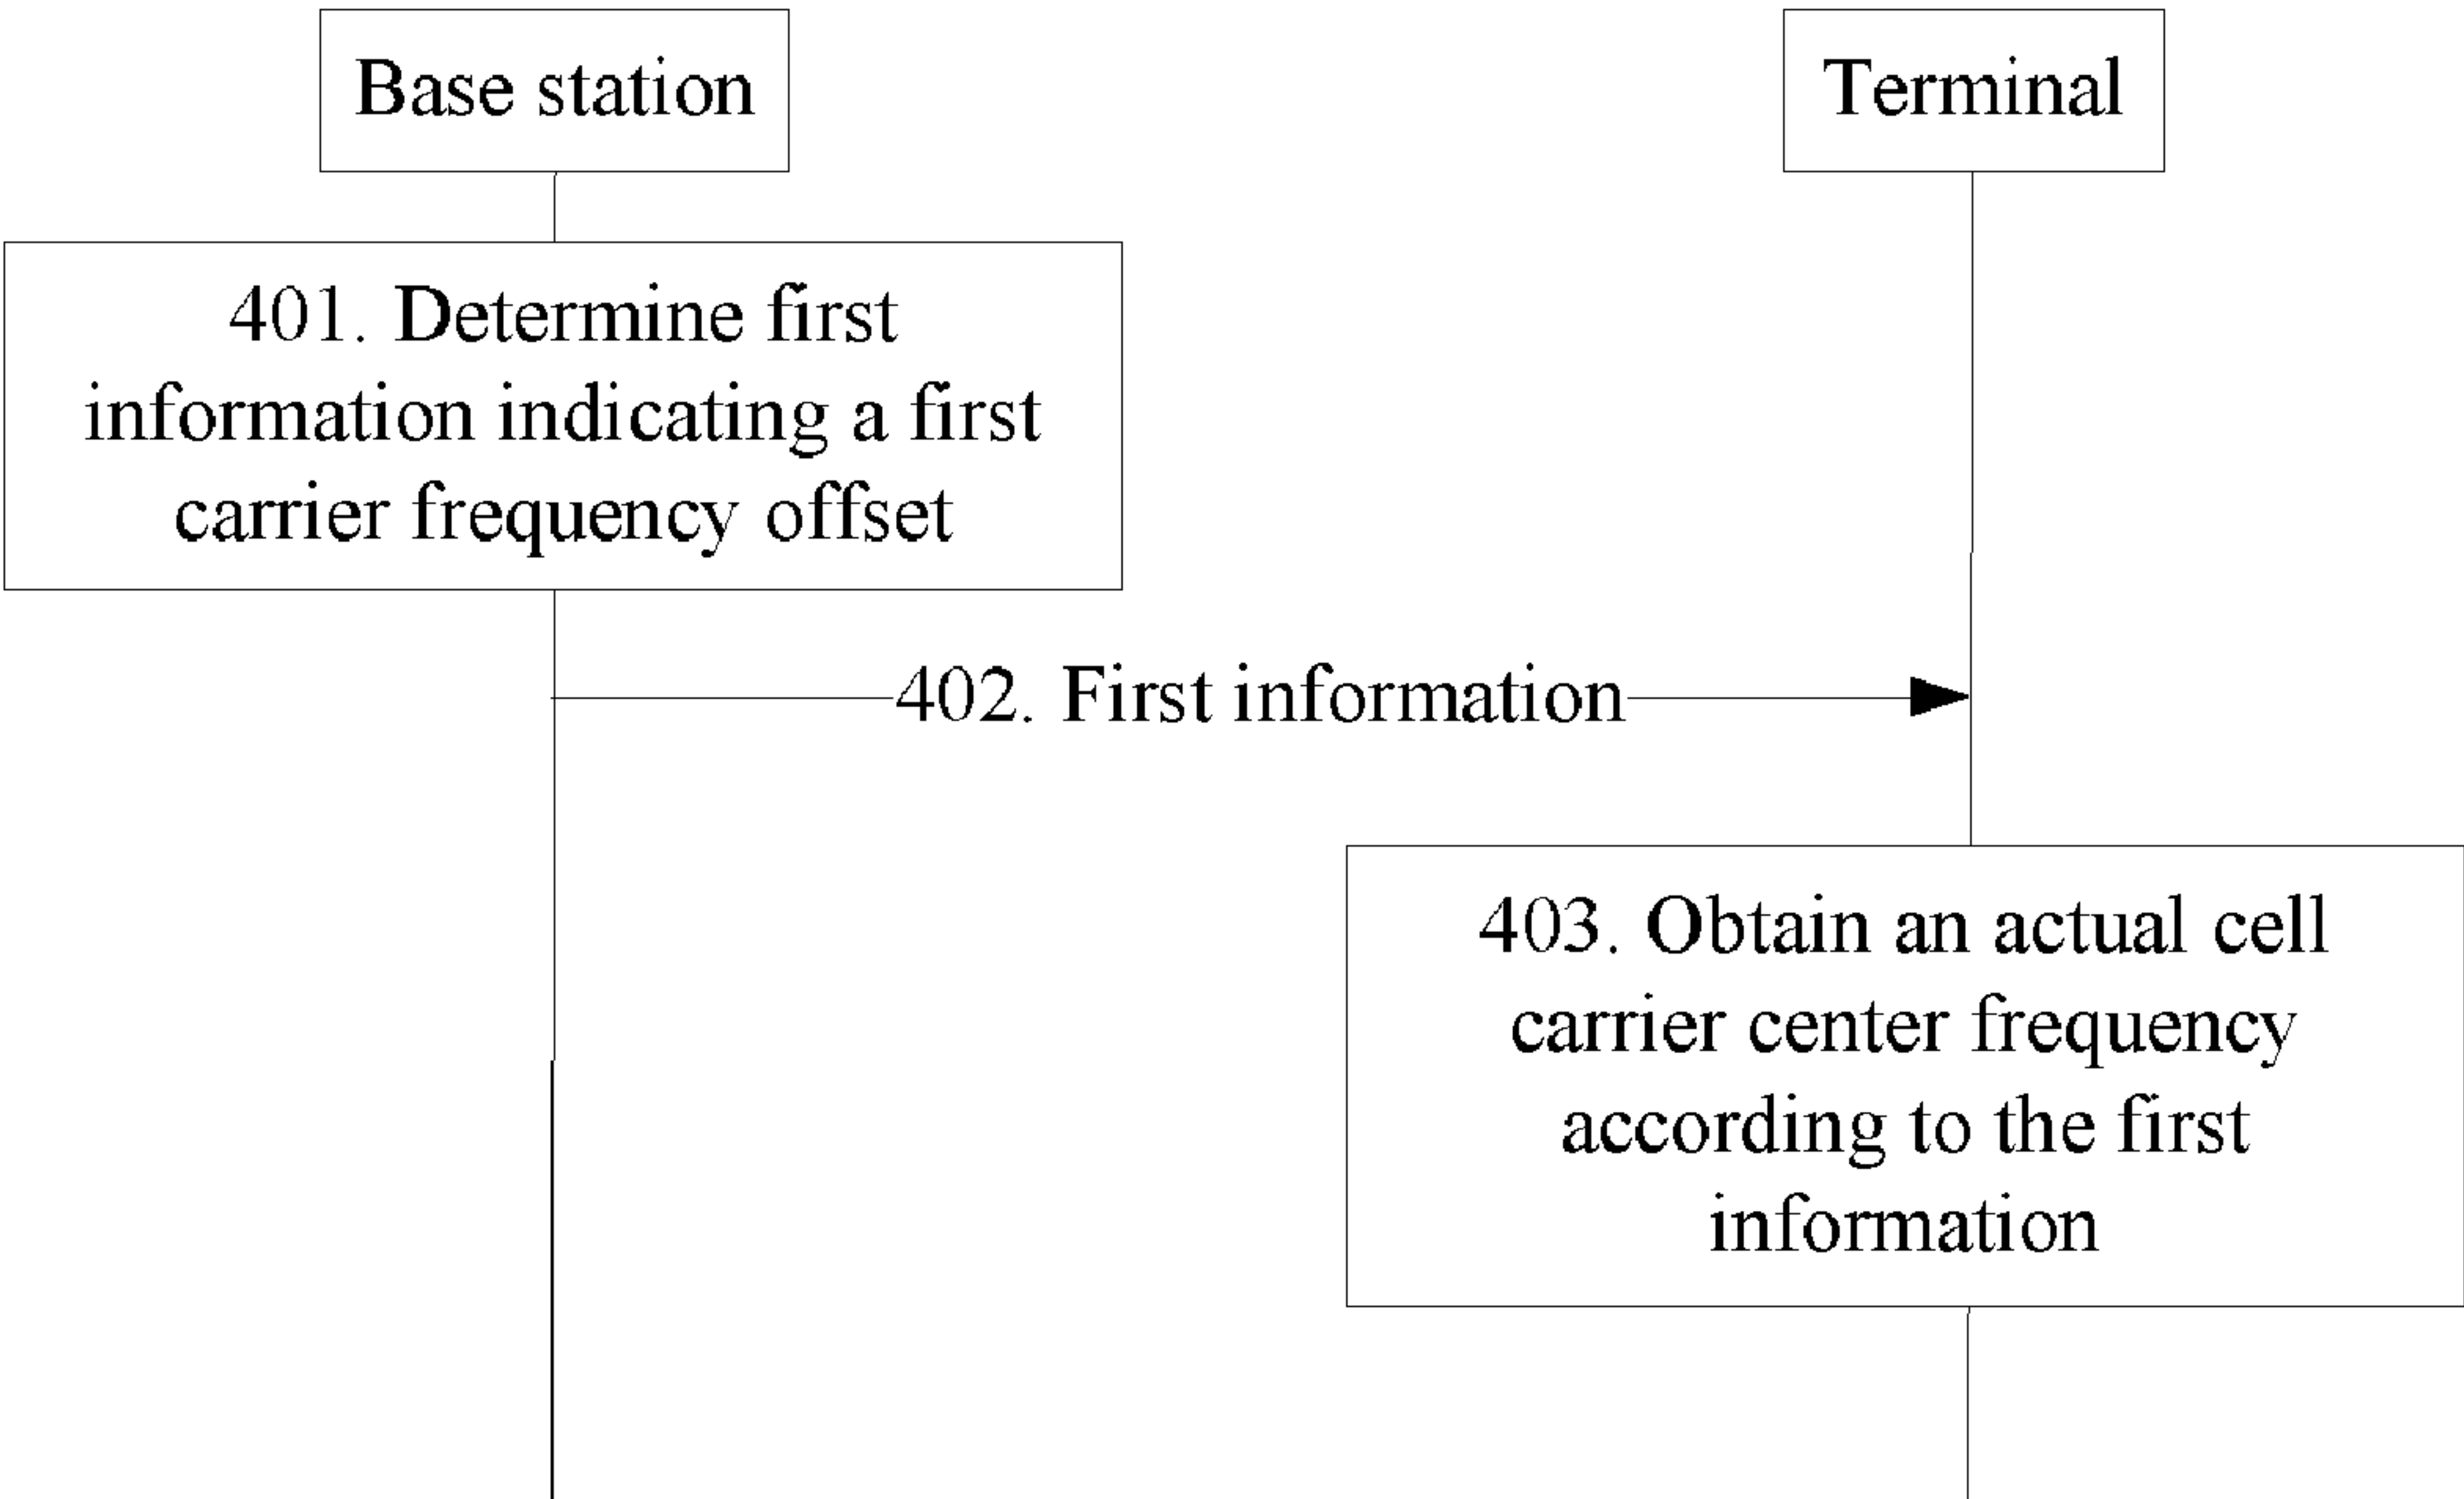 Base station
Terminal
401. Determine first
information indicating a first
carrier frequency offset
402. First information
403. Obtain an actual cell
carrier center frequency
according to the first
information